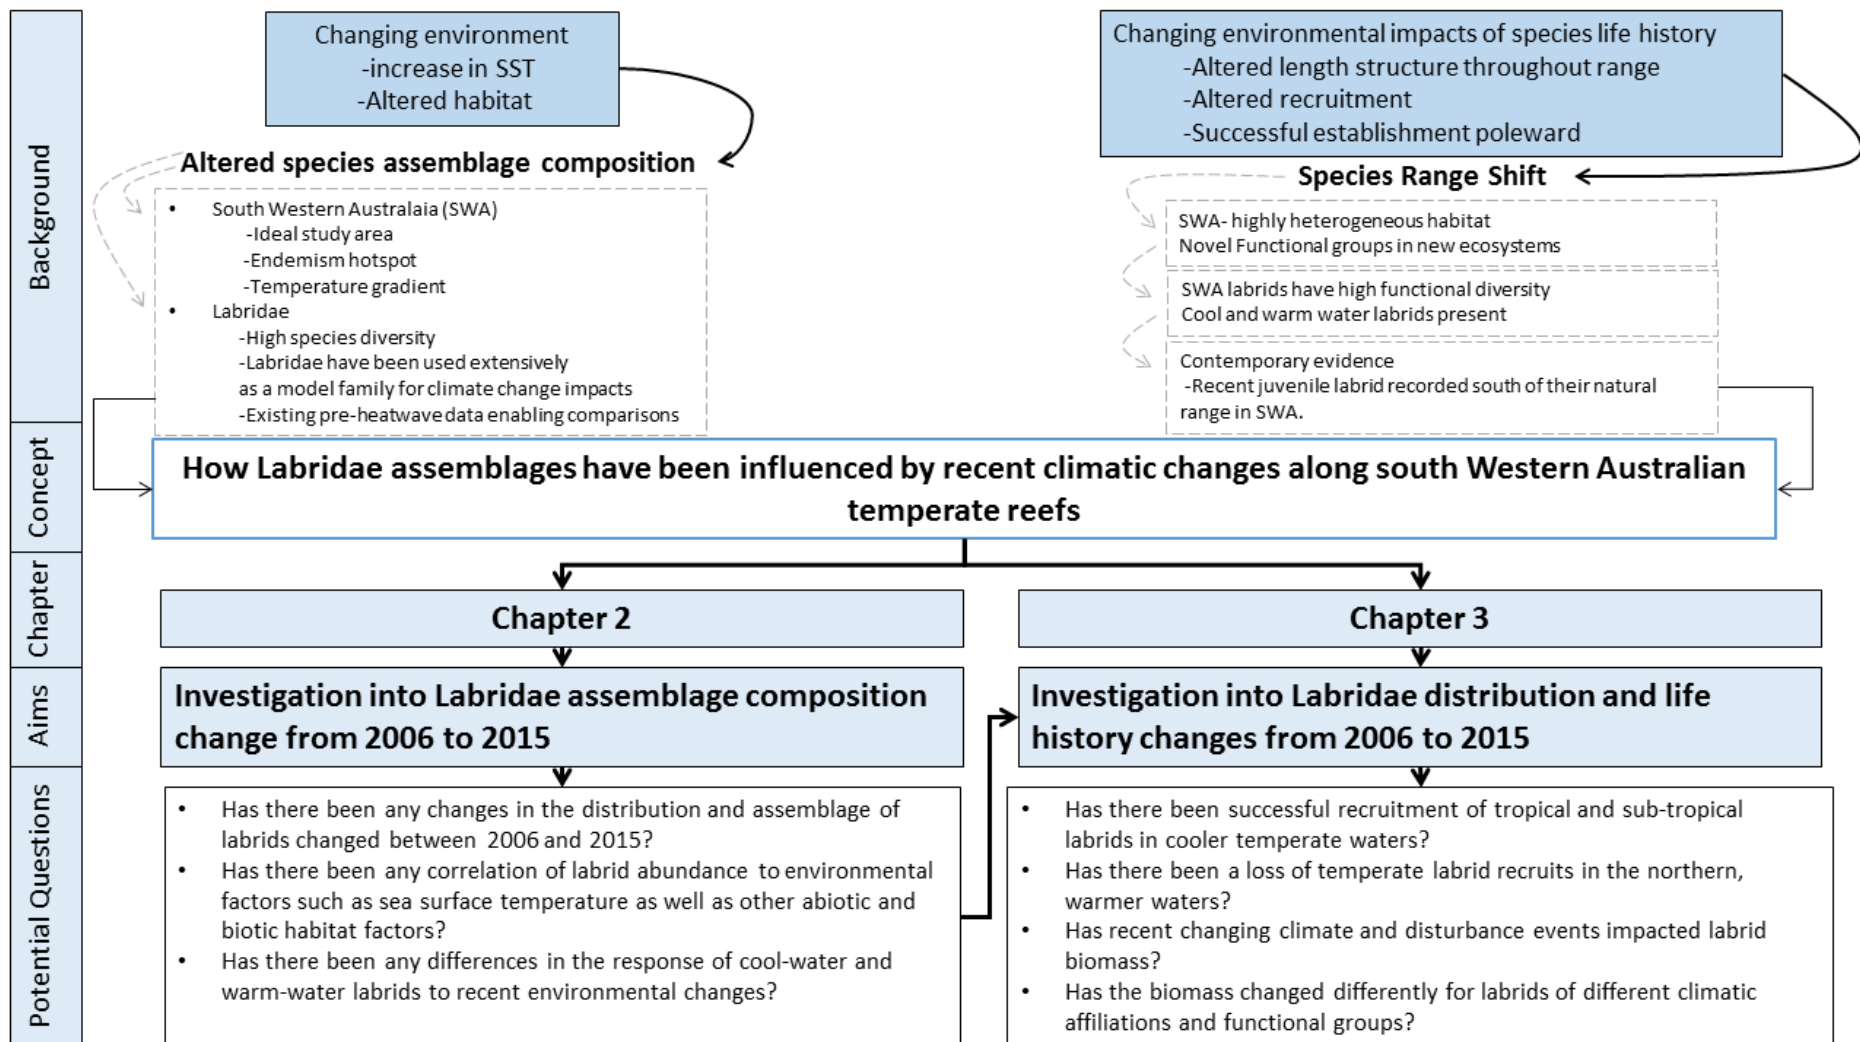 Background
Changing environment
-increase in SST
-Altered habitat
Altered species assemblage composition
• South Western Australaia (SWA)
-Ideal study area
-Endemism hotspot
-Temperature gradient
• Labridae
-High species diversity
-Labridae have been used extensively
as a model family for climate change impacts
-Existing pre-heatwave data enabling comparisons
Changing environmental impacts of species life history
-Altered length structure throughout range
-Altered recruitment
-Successful establishment poleward
Species Range Shift
SWA- highly heterogeneous habitat
Novel Functional groups in new ecosystems
SWA labrids have high functional diversity
Cool and warm water labrids present
Contemporary evidence
-Recent juvenile labrid recorded south of their natural
range in SWA.
Concept
How Labridae assemblages have been influenced by recent climatic changes along south Western Australian
temperate reefs
Chapter
Chapter 2
Chapter 3
Aims
Investigation into Labridae assemblage composition
change from 2006 to 2015
Investigation into Labridae distribution and life
history changes from 2006 to 2015
Potential Questions
• Has there been any changes in the distribution and assemblage of
labrids changed between 2006 and 2015?
• Has there been any correlation of labrid abundance to environmental
factors such as sea surface temperature as well as other abiotic and
biotic habitat factors?
• Has there been any differences in the response of cool-water and
warm-water labrids to recent environmental changes?
• Has there been successful recruitment of tropical and sub-tropical
labrids in cooler temperate waters?
• Has there been a loss of temperate labrid recruits in the northern,
warmer waters?
• Has recent changing climate and disturbance events impacted labrid
biomass?
• Has the biomass changed differently for labrids of different climatic
affiliations and functional groups?